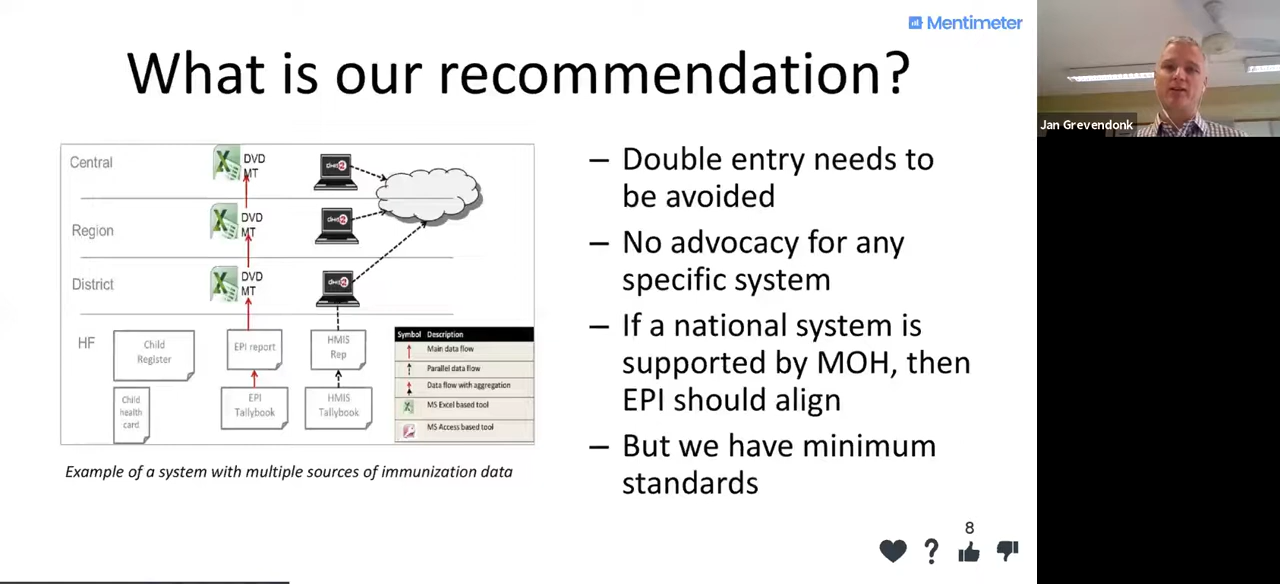 Mentimeter
What is our recommendation?
Jan Grevendonk
Central
DVD
MT
Region
DVD
MT
District
DVD
MT
HF
Child
Register
EPI report
HMIS
Rep
Child
health
card
EPI
Tallybook
HMIS
Tallybook
Symbol Description
Main data flow
Parallel data flow
Data flow with aggregation
MS Excel based tool
MS Access based tool
Example of a system with multiple sources of immunization data
– Double entry needs to
be avoided
– No advocacy for any
specific system
– If a national system is
supported by MOH, then
EPI should align
– But we have minimum
standards
8